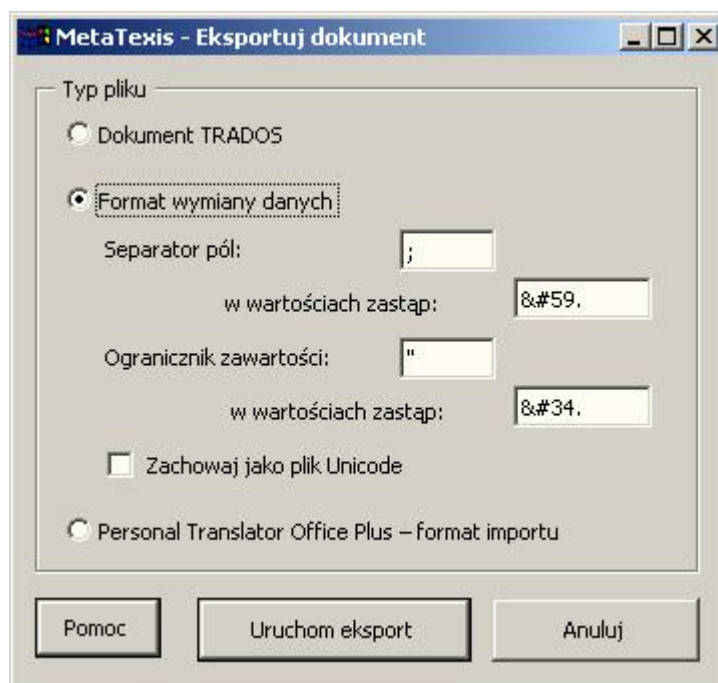 MetaTexis - Eksportuj dokument
Typ pliku
Dokument TRADOS
Format wymiany danych
Separator pól: ;
w wartościach zastąp: &#59.
Ogranicznik zawartości: "
w wartościach zastąp: &#34.
Zachowaj jako plik Unicode
Personal Translator Office Plus – format importu
Pomoc Uruchom eksport Anuluj